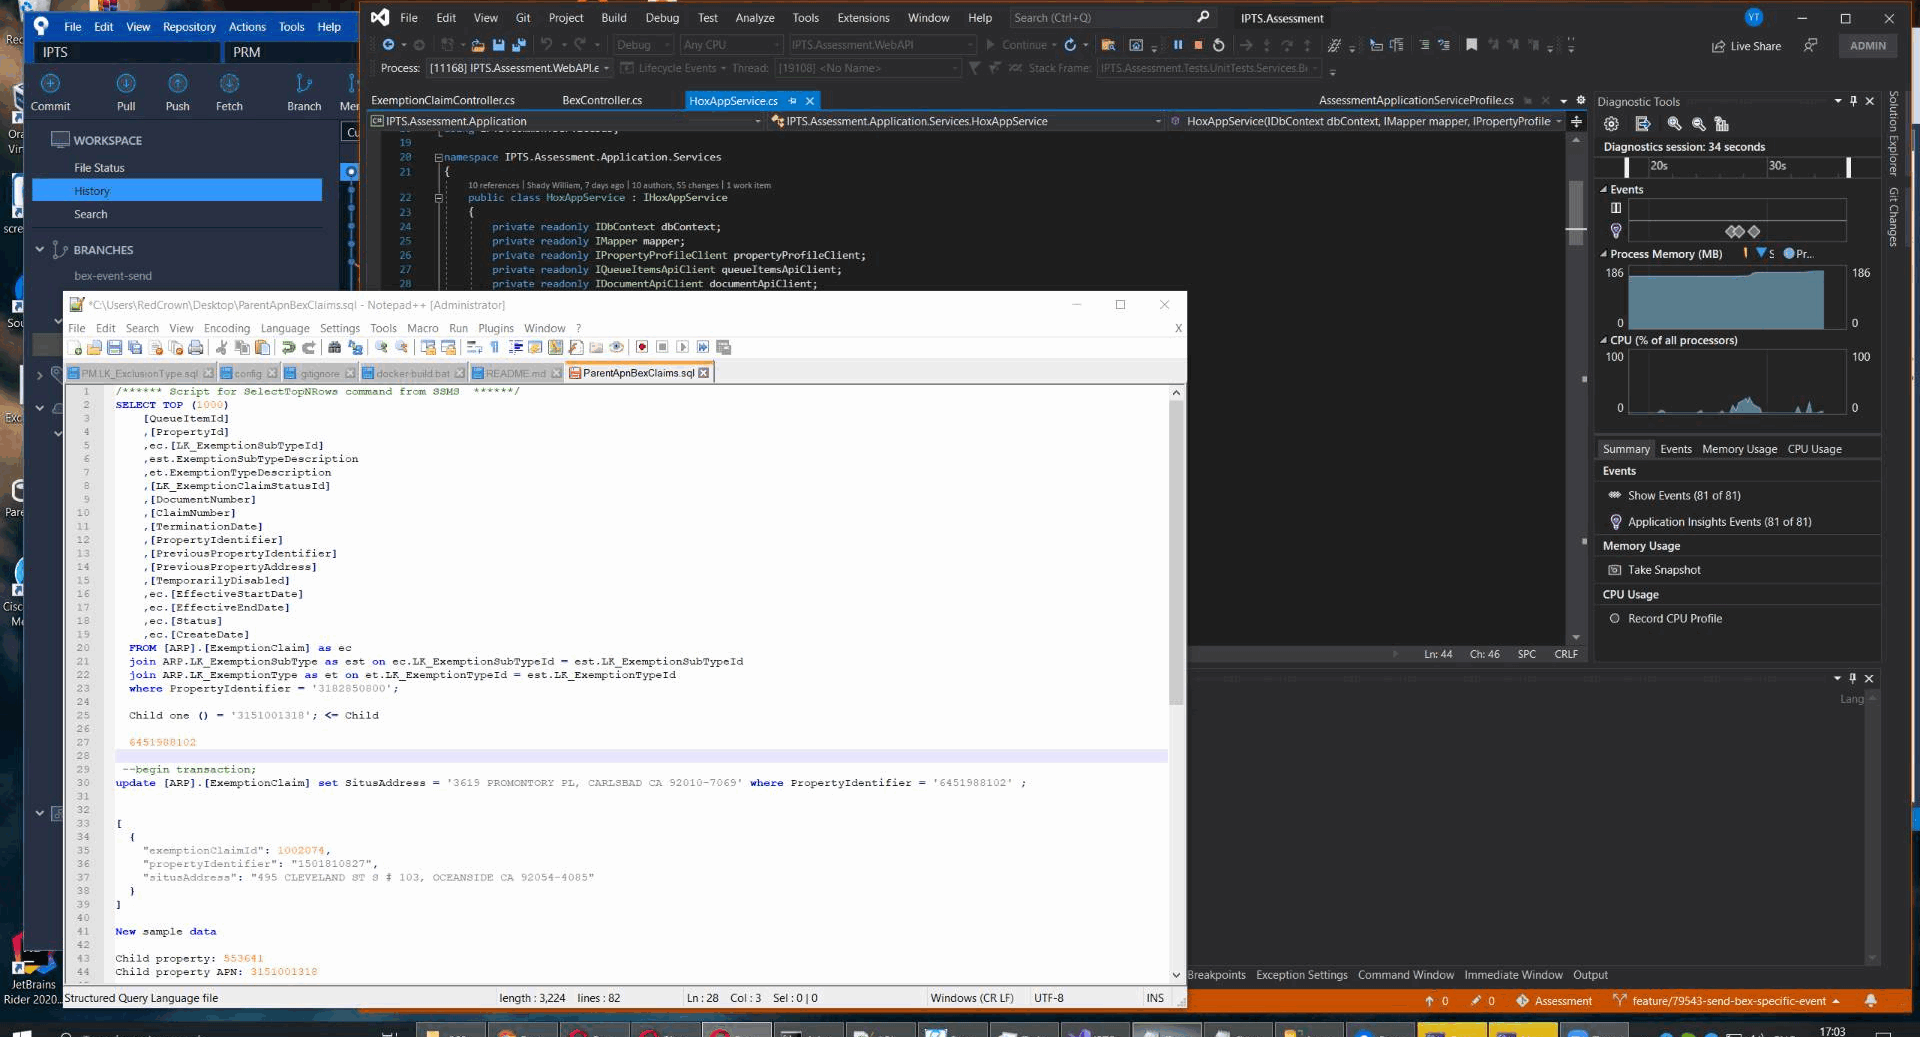 File Edit View Repository Actions Tools Help
IPTS
PRM
Commit Pull Push Fetch Branch
WORKSPACE
File Status
History
Search
BRANCHES
bex-event-send
File Edit View Git Project Build Debug Test Analyze Tools Extensions Window Help Search (Ctrl+Q) IPTS.Assessment YT
Debug Any CPU IPTS.Assessment.WebAPI Continue Live Share ADMIN
Process: [11168] IPTS.Assessment.WebAPI.e Lifecycle Events Thread: [19108] <No Name> Stack Frame: IPTS.Assessment.Tests.UnitTests.Services.B
ExemptionClaimController.cs BexController.cs HoxAppService.cs AssessmentApplicationServiceProfile.cs
IPTS.Assessment.Application IPTS.Assessment.Application.Services.HoxAppService HoxAppService(IDbContext dbContext, IMapper mapper, IPropertyProfile
19
20 namespace IPTS.Assessment.Application.Services
21 {
10 references | Shady William, 7 days ago | 10 authors, 55 changes | 1 work item
22 public class HoxAppService : IHoxAppService
23 {
24 private readonly IDbContext dbContext;
25 private readonly IMapper mapper;
26 private readonly IPropertyProfileClient propertyProfileClient;
27 private readonly IQueueItemsApiClient queueItemsApiClient;
28 private readonly IDocumentApiClient documentApiClient;
Ln: 44 Ch: 46 SPC CRLF
Diagnostic Tools
Diagnostics session: 34 seconds
20s 30s
Events
Process Memory (MB) S Pr...
186 186
0 0
CPU (% of all processors)
100 100
0 0
Summary Events Memory Usage CPU Usage
Events
Show Events (81 of 81)
Application Insights Events (81 of 81)
Memory Usage
Take Snapshot
CPU Usage
Record CPU Profile
Solution Explorer
Git Changes
Lang
*C:\Users\RedCrown\Desktop\ParentApnBexClaims.sql - Notepad++ [Administrator]
File Edit Search View Encoding Language Settings Tools Macro Run Plugins Window ? X
PM.LK_ExclusionType.sql config .gitignore docker-build.bat README.md ParentApnBexClaims.sql
1 /****** Script for SelectTopNRows command from SSMS ******/
2 SELECT TOP (1000)
3 [QueueItemId]
4 ,[PropertyId]
5 ,ec.[LK_ExemptionSubTypeId]
6 ,est.ExemptionSubTypeDescription
7 ,et.ExemptionTypeDescription
8 ,[LK_ExemptionClaimStatusId]
9 ,[DocumentNumber]
10 ,[ClaimNumber]
11 ,[TerminationDate]
12 ,[PropertyIdentifier]
13 ,[PreviousPropertyIdentifier]
14 ,[PreviousPropertyAddress]
15 ,[TemporarilyDisabled]
16 ,ec.[EffectiveStartDate]
17 ,ec.[EffectiveEndDate]
18 ,ec.[Status]
19 ,ec.[CreateDate]
20 FROM [ARP].[ExemptionClaim] as ec
21 join ARP.LK_ExemptionSubType as est on ec.LK_ExemptionSubTypeId = est.LK_ExemptionSubTypeId
22 join ARP.LK_ExemptionType as et on et.LK_ExemptionTypeId = est.LK_ExemptionTypeId
23 where PropertyIdentifier = '3182850800';
24
25 Child one () = '3151001318'; <= Child
26
27 6451988102
28
29 --begin transaction;
30 update [ARP].[ExemptionClaim] set SitusAddress = '3619 PROMONTORY PL, CARLSBAD CA 92010-7069' where PropertyIdentifier = '6451988102' ;
31
32
33 [
34 {
35 "exemptionClaimId": 1002074,
36 "propertyIdentifier": "1501810827",
37 "situsAddress": "495 CLEVELAND ST S # 103, OCEANSIDE CA 92054-4085"
38 }
39 ]
40
41 New sample data
42
43 Child property: 553641
44 Child property APN: 3151001318
Structured Query Language file length : 3,224 lines : 82 Ln : 28 Col : 3 Sel : 0 | 0 Windows (CR LF) UTF-8 INS
Breakpoints Exception Settings Command Window Immediate Window Output
0 0 Assessment feature/79543-send-bex-specific-event
JetBrains
Rider 2020...
17:03